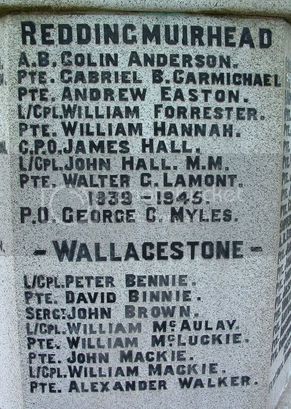 REDDINGMUIRHEAD
A.B. COLIN ANDERSON.
PTE. GABRIEL B. CARMICHAEL
PTE. ANDREW EASTON.
L/CPL. WILLIAM FORRESTER.
PTE. WILLIAM HANNAH.
C.P.O. JAMES HALL.
L/CPL. JOHN HALL. M.M.
PTE. WALTER C. LAMONT.
1939 - 1945.
P.O. GEORGE C. MYLES.
- WALLACESTONE -
L/CPL. PETER BENNIE.
PTE. DAVID BINNIE.
SERGT. JOHN BROWN.
L/CPL. WILLIAM McAULAY.
PTE. WILLIAM McLUCKIE.
PTE. JOHN MACKIE.
L/CPL. WILLIAM MACKIE.
PTE. ALEXANDER WALKER.